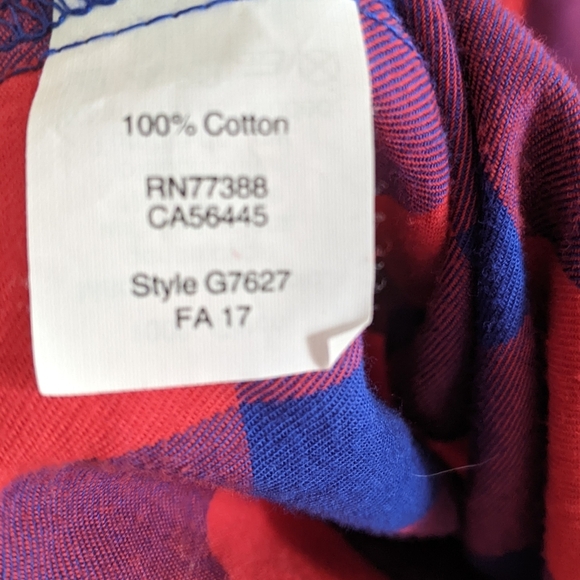 100% Cotton
RN77388
CA56445
Style G7627
FA 17